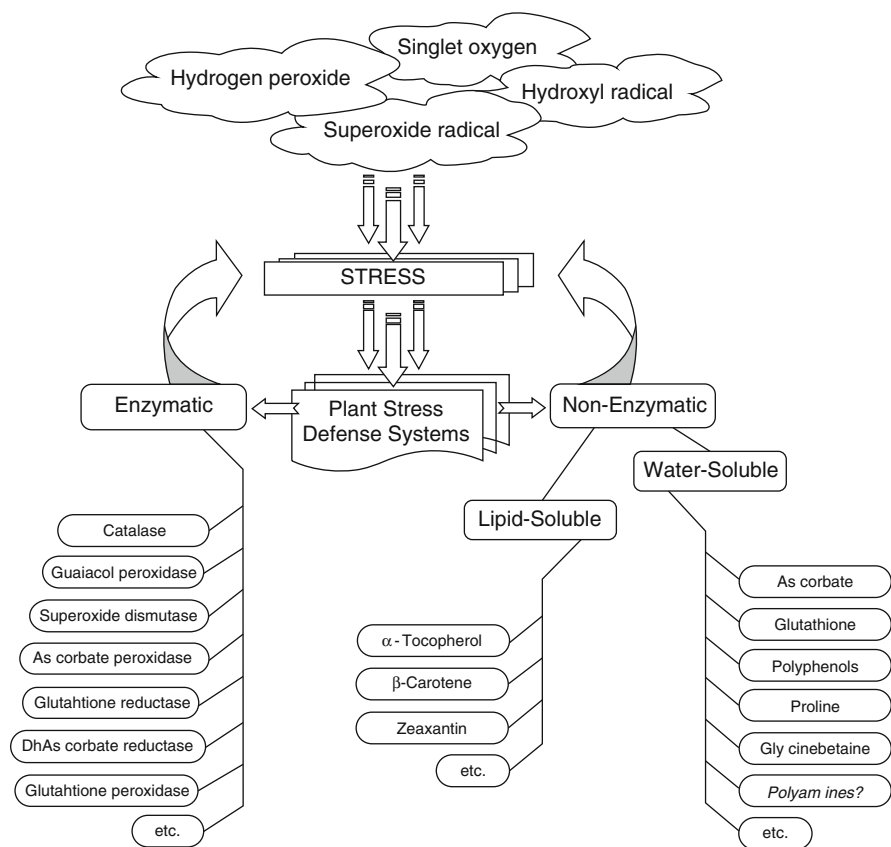 Singlet oxygen
Hydrogen peroxide
Hydroxyl radical
Superoxide radical
STRESS
Enzymatic
Plant Stress
Defense Systems
Non-Enzymatic
Water-Soluble
Lipid-Soluble
Catalase
Guaiacol peroxidase
Superoxide dismutase
As corbate peroxidase
Glutahtione reductase
DhAs corbate reductase
Glutahtione peroxidase
etc.
α-Tocopherol
β-Carotene
Zeaxantin
etc.
As corbate
Glutathione
Polyphenols
Proline
Gly cinebetaine
Polyam ines?
etc.